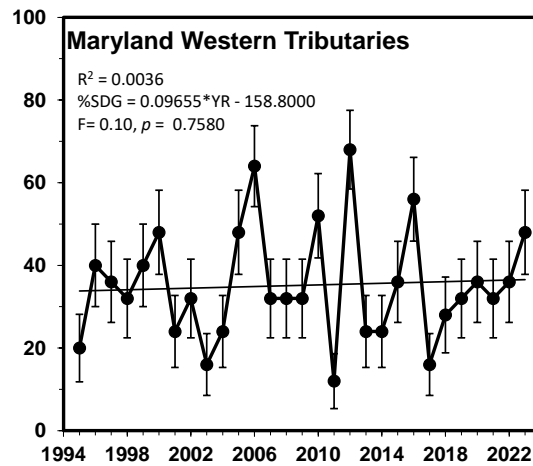 100
Maryland Western Tributaries
R² = 0.0036
%SDG = 0.09655*YR - 158.8000
F= 0.10, p = 0.7580
80
60
40
20
0
1994 1998 2002 2006 2010 2014 2018 2022